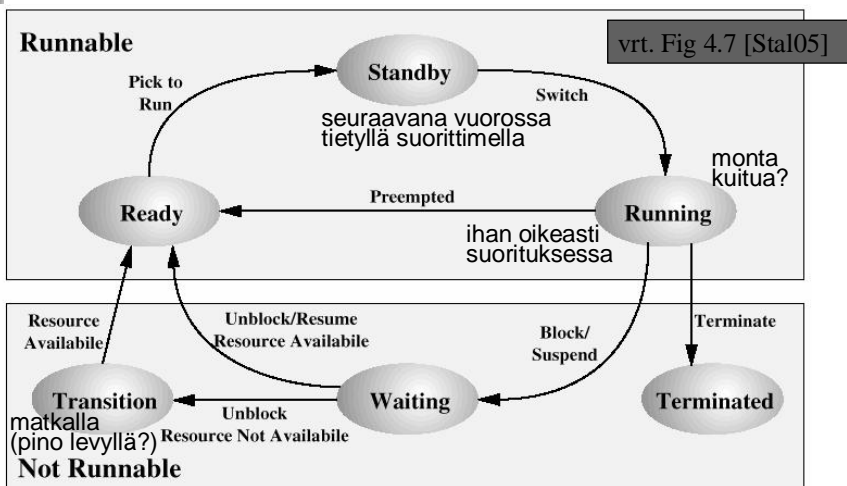 Runnable
vrt. Fig 4.7 [Stal05]
Standby
Pick to
Run
Switch
seuraavana vuorossa
tietyllä suorittimella
monta
kuitua?
Ready
Preempted
Running
ihan oikeasti
suorituksessa
Resource
Availabile
Unblock/Resume
Resource Availabile
Block/
Suspend
Terminate
Transition
matkalla
(pino levyllä?)
Unblock
Resource Not Availabile
Waiting
Terminated
Not Runnable